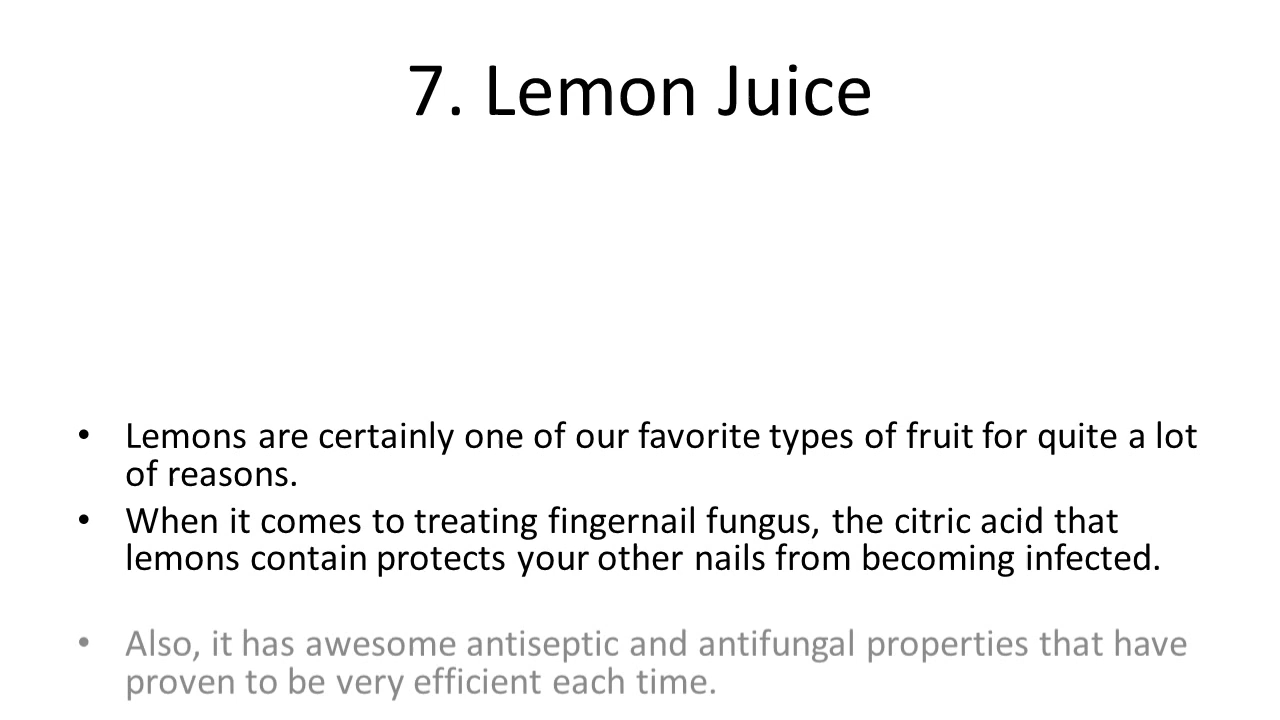 7. Lemon Juice
• Lemons are certainly one of our favorite types of fruit for quite a lot
of reasons.
• When it comes to treating fingernail fungus, the citric acid that
lemons contain protects your other nails from becoming infected.
• Also, it has awesome antiseptic and antifungal properties that have
proven to be very efficient each time.